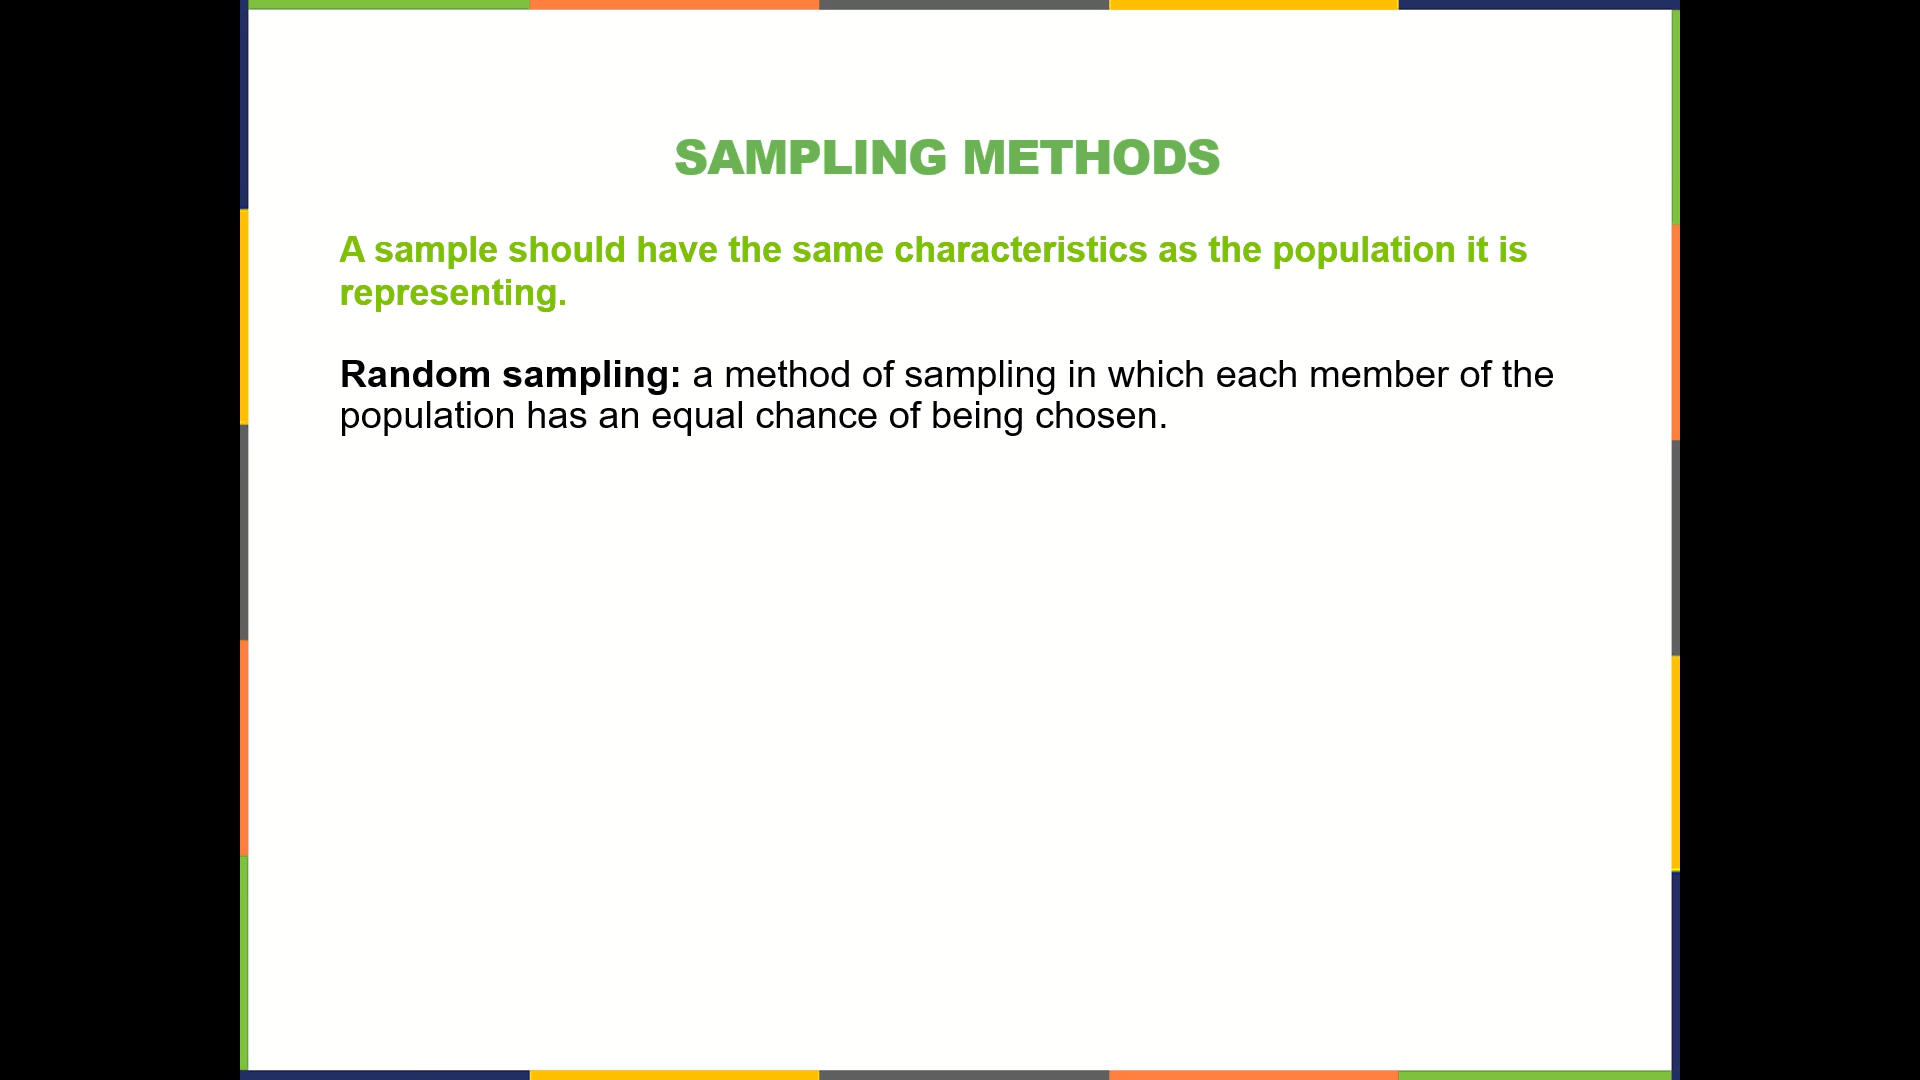 SAMPLING METHODS
A sample should have the same characteristics as the population it is
representing.
Random sampling: a method of sampling in which each member of the
population has an equal chance of being chosen.